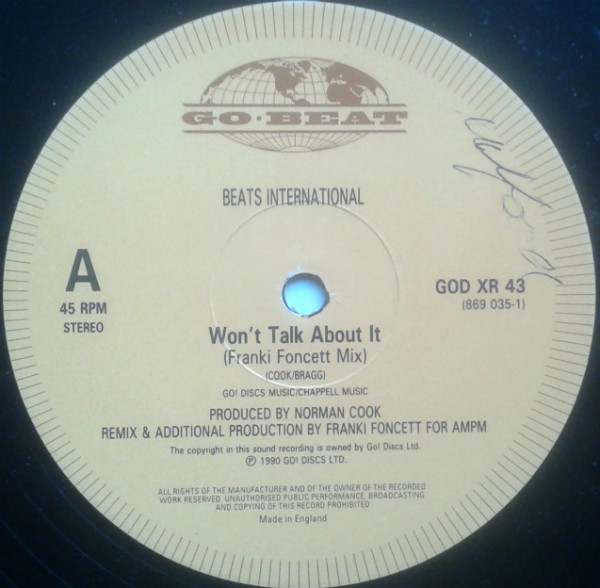 GO·BEAT
BEATS INTERNATIONAL
A
45 RPM
STEREO
GOD XR 43
(869 035-1)
Won't Talk About It
(Franki Foncett Mix)
(COOK/BRAGG)
GO! DISCS MUSIC/CHAPPELL MUSIC
PRODUCED BY NORMAN COOK
REMIX & ADDITIONAL PRODUCTION BY FRANKI FONCETT FOR AMPM
The copyright in this sound recording is owned by Go! Discs Ltd.
℗ 1990 GO! DISCS LTD.
ALL RIGHTS OF THE MANUFACTURER AND OF THE OWNER OF THE RECORDED
WORK RESERVED. UNAUTHORISED PUBLIC PERFORMANCE, BROADCASTING
AND COPYING OF THIS RECORD PROHIBITED
Made in England